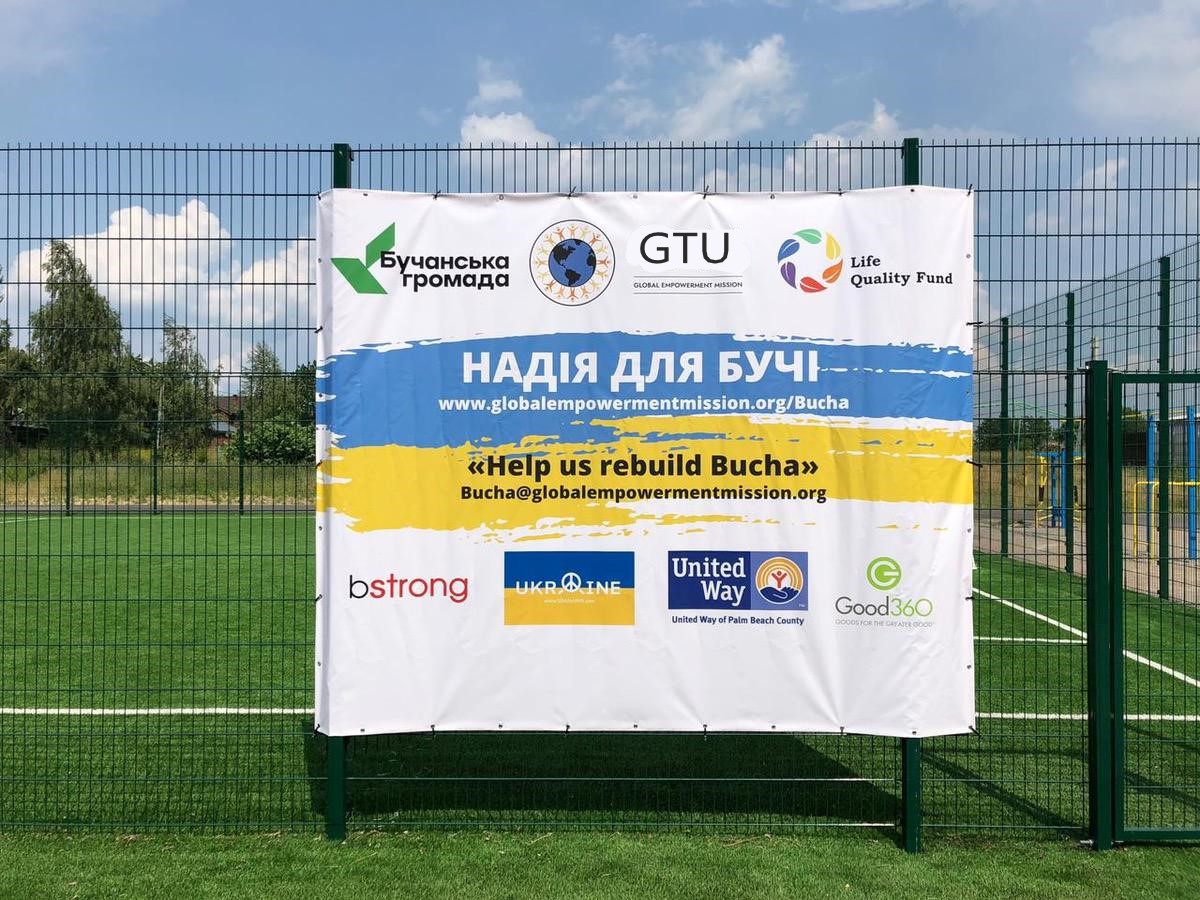 Бучанська
громада
GTU
GLOBAL EMPOWERMENT MISSION
Life
Quality Fund
НАДІЯ ДЛЯ БУЧІ
www.globalempowermentmission.org/Bucha
«Help us rebuild Bucha»
Bucha@globalempowermentmission.org
bstrong
UKRAINE
United
Way
United Way of Palm Beach County
Good360
GOODS FOR THE GREATER GOOD